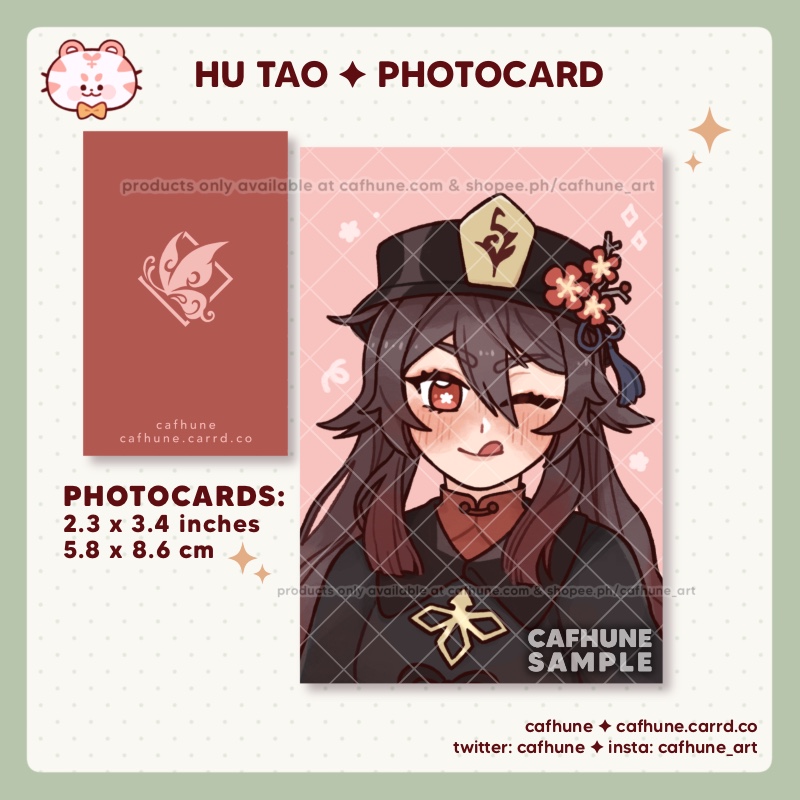 HU TAO ✦ PHOTOCARD
products only available at cafhune.com & shopee.ph/cafhune_art
cafhune
cafhune.carrd.co
PHOTOCARDS:
2.3 x 3.4 inches
5.8 x 8.6 cm
products only available at cafhune.com & shopee.ph/cafhune_art
CAFHUNE
SAMPLE
cafhune ✦ cafhune.carrd.co
twitter: cafhune ✦ insta: cafhune_art